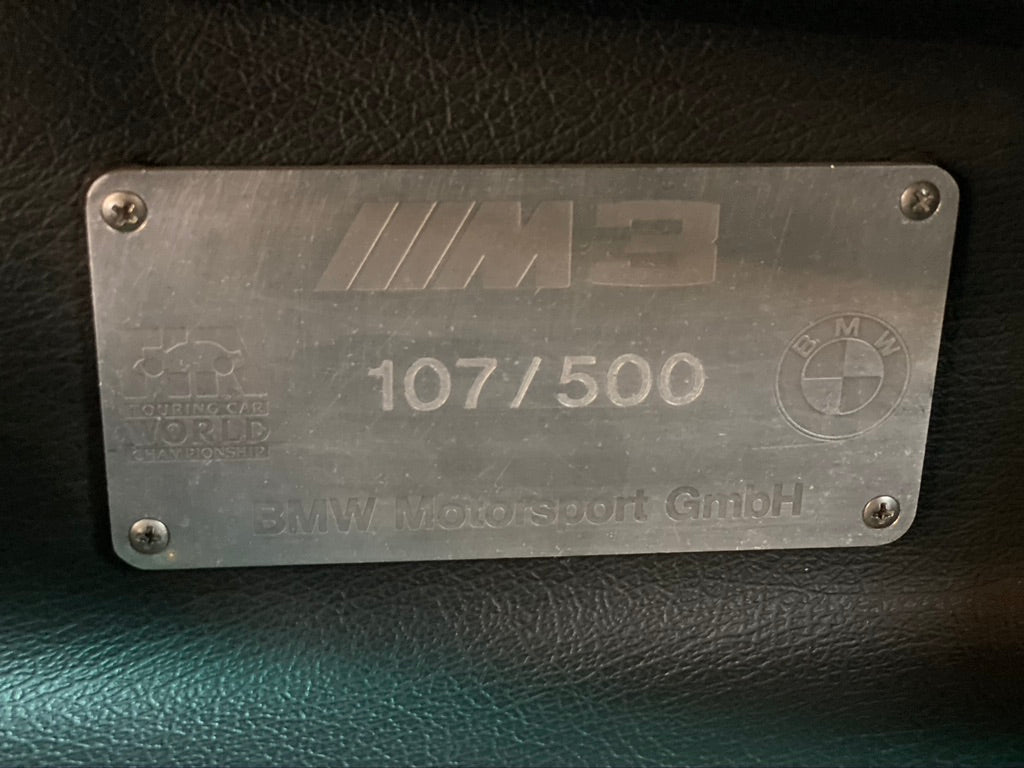 M3
107/500
TOURING CAR
WORLD
CHAMPIONSHIP
BMW
BMW Motorsport GmbH